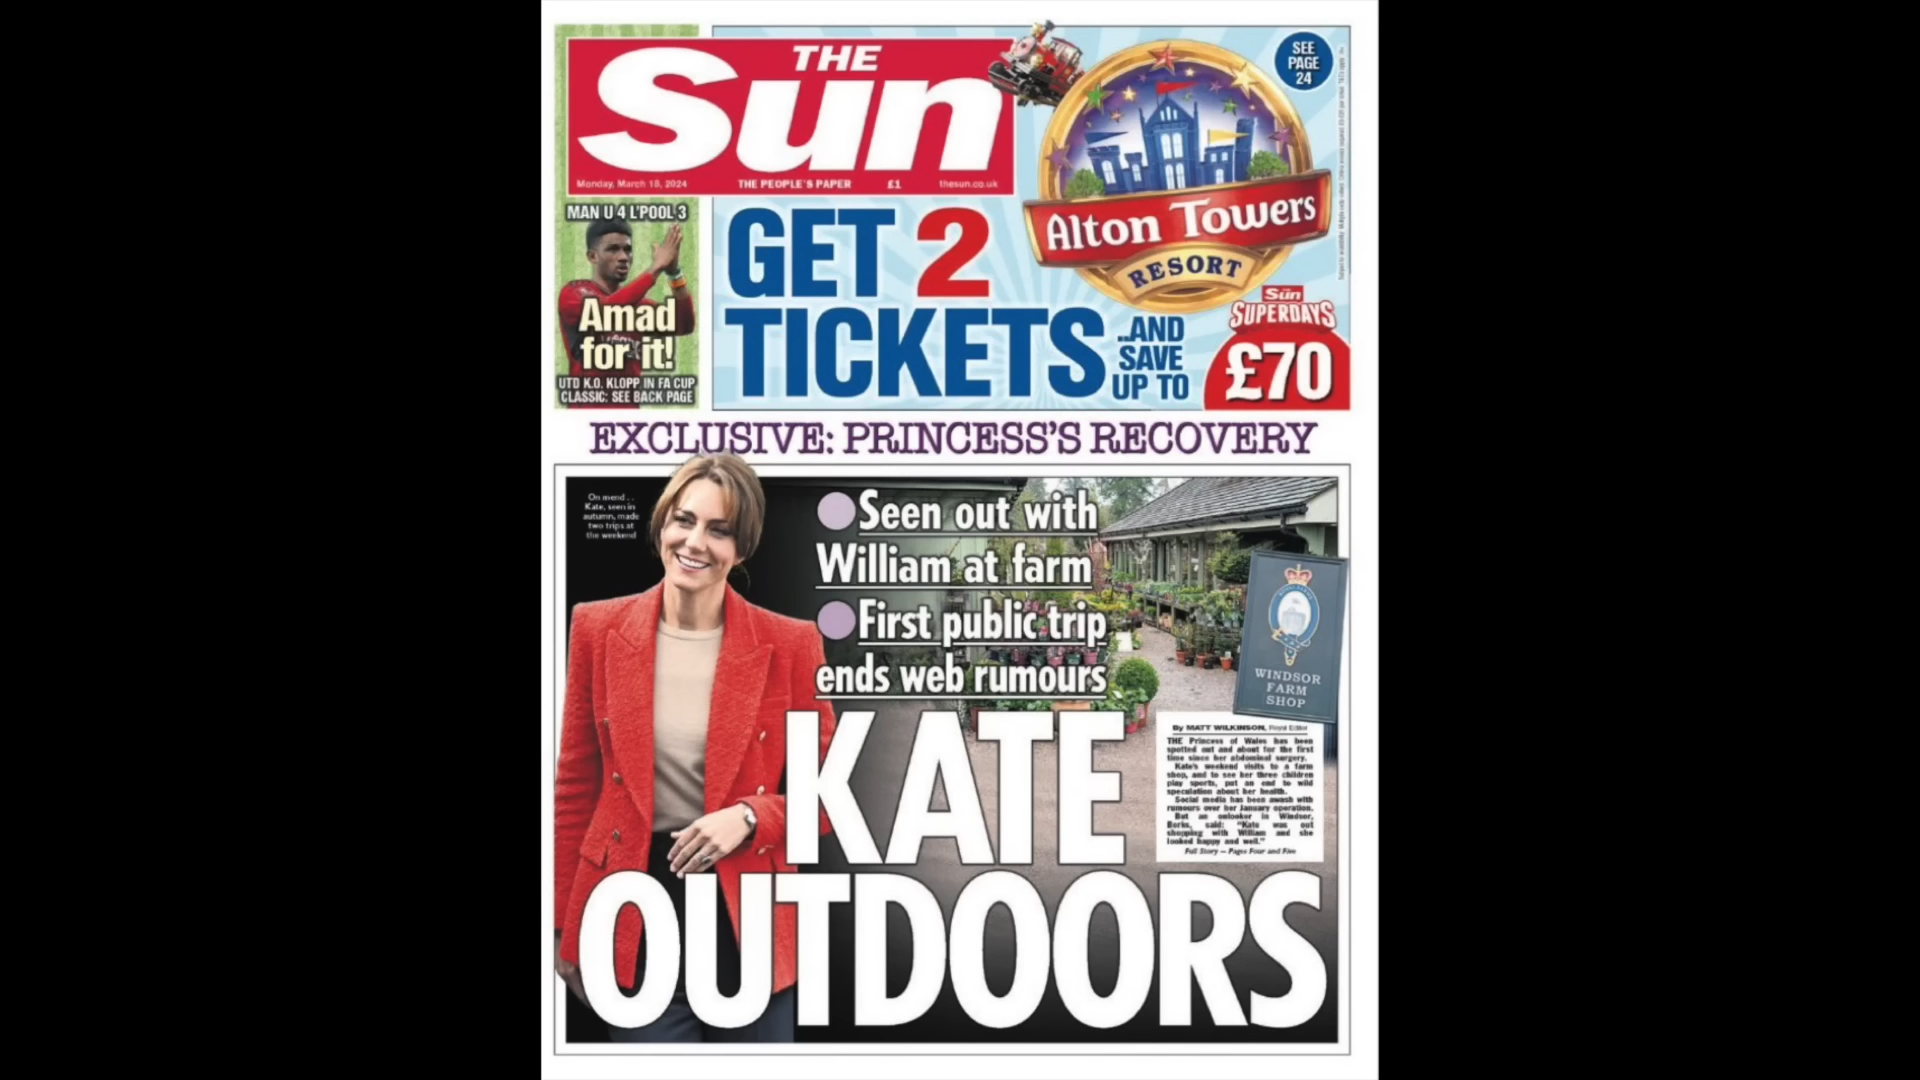 THE
Sun
Monday, March 18, 2024
THE PEOPLE'S PAPER
£1
thesun.co.uk
MAN U 4 L'POOL 3
Amad
for it!
UTD K.O. KLOPP IN FA CUP
CLASSIC: SEE BACK PAGE
GET 2
TICKETS
..AND
SAVE
UP TO
£70
Sun
SUPERDAYS
Alton Towers
RESORT
SEE
PAGE
24
EXCLUSIVE: PRINCESS'S RECOVERY
On mend . .
Kate, seen in
autumn, made
two trips at
the weekend
Seen out with
William at farm
First public trip
ends web rumours
WINDSOR
FARM
SHOP
KATE
OUTDOORS
By MATT WILKINSON, Royal Editor
THE Princess of Wales has been
spotted out and about for the first
time since her abdominal surgery.
Kate's weekend visits to a farm
shop, and to see her three children
play sports, put an end to wild
speculation about her health.
Social media has been awash with
rumours over her January operation.
But an onlooker in Windsor,
Berks, said: "Kate was out
shopping with William and she
looked happy and well."
Full Story — Pages Four and Five